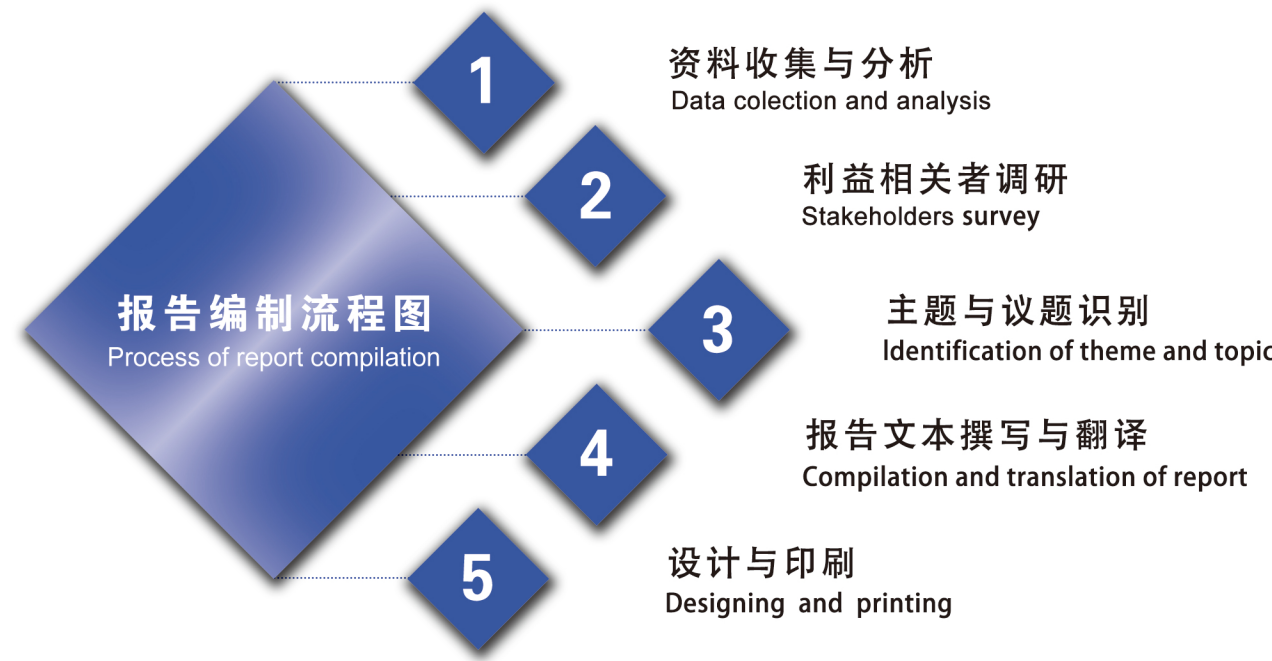 报告编制流程图
Process of report compilation
1
资料收集与分析
Data colection and analysis
2
利益相关者调研
Stakeholders survey
3
主题与议题识别
Identification of theme and topic
4
报告文本撰写与翻译
Compilation and translation of report
5
设计与印刷
Designing and printing